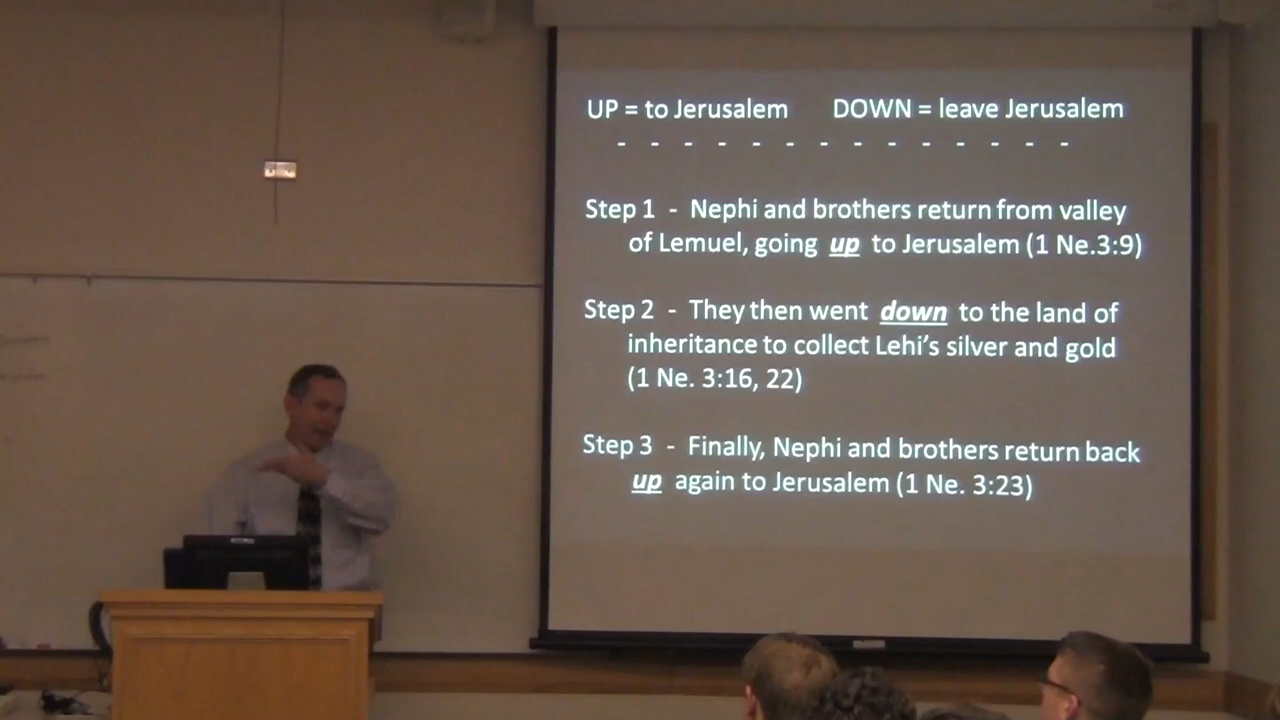 UP = to Jerusalem DOWN = leave Jerusalem
- - - - - - - - - - - - - -
Step 1 - Nephi and brothers return from valley
of Lemuel, going up to Jerusalem (1 Ne.3:9)
Step 2 - They then went down to the land of
inheritance to collect Lehi's silver and gold
(1 Ne. 3:16, 22)
Step 3 - Finally, Nephi and brothers return back
up again to Jerusalem (1 Ne. 3:23)